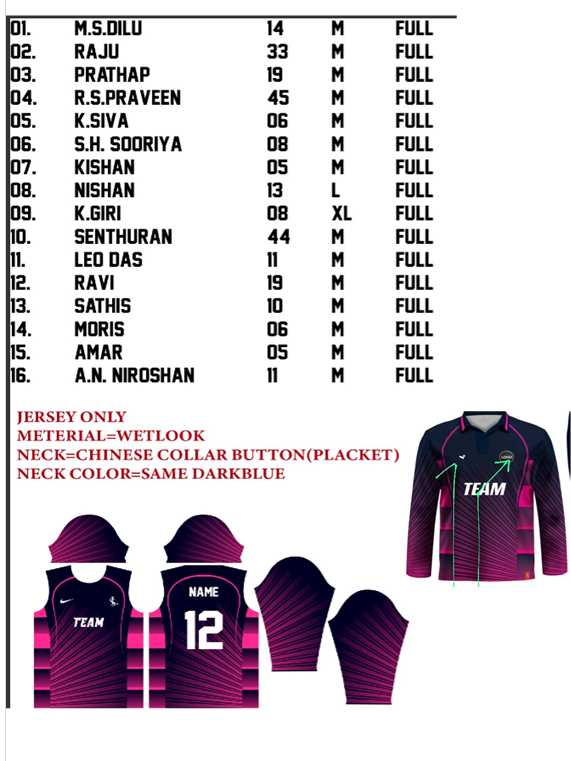 01. M.S.DILU 14 M FULL
02. RAJU 33 M FULL
03. PRATHAP 19 M FULL
04. R.S.PRAVEEN 45 M FULL
05. K.SIVA 06 M FULL
06. S.H. SOORIYA 08 M FULL
07. KISHAN 05 M FULL
08. NISHAN 13 L FULL
09. K.GIRI 08 XL FULL
10. SENTHURAN 44 M FULL
11. LEO DAS 11 M FULL
12. RAVI 19 M FULL
13. SATHIS 10 M FULL
14. MORIS 06 M FULL
15. AMAR 05 M FULL
16. A.N. NIROSHAN 11 M FULL
JERSEY ONLY
METERIAL=WETLOOK
NECK=CHINESE COLLAR BUTTON(PLACKET)
NECK COLOR=SAME DARKBLUE
LOGO
TEAM
NAME
TEAM
12